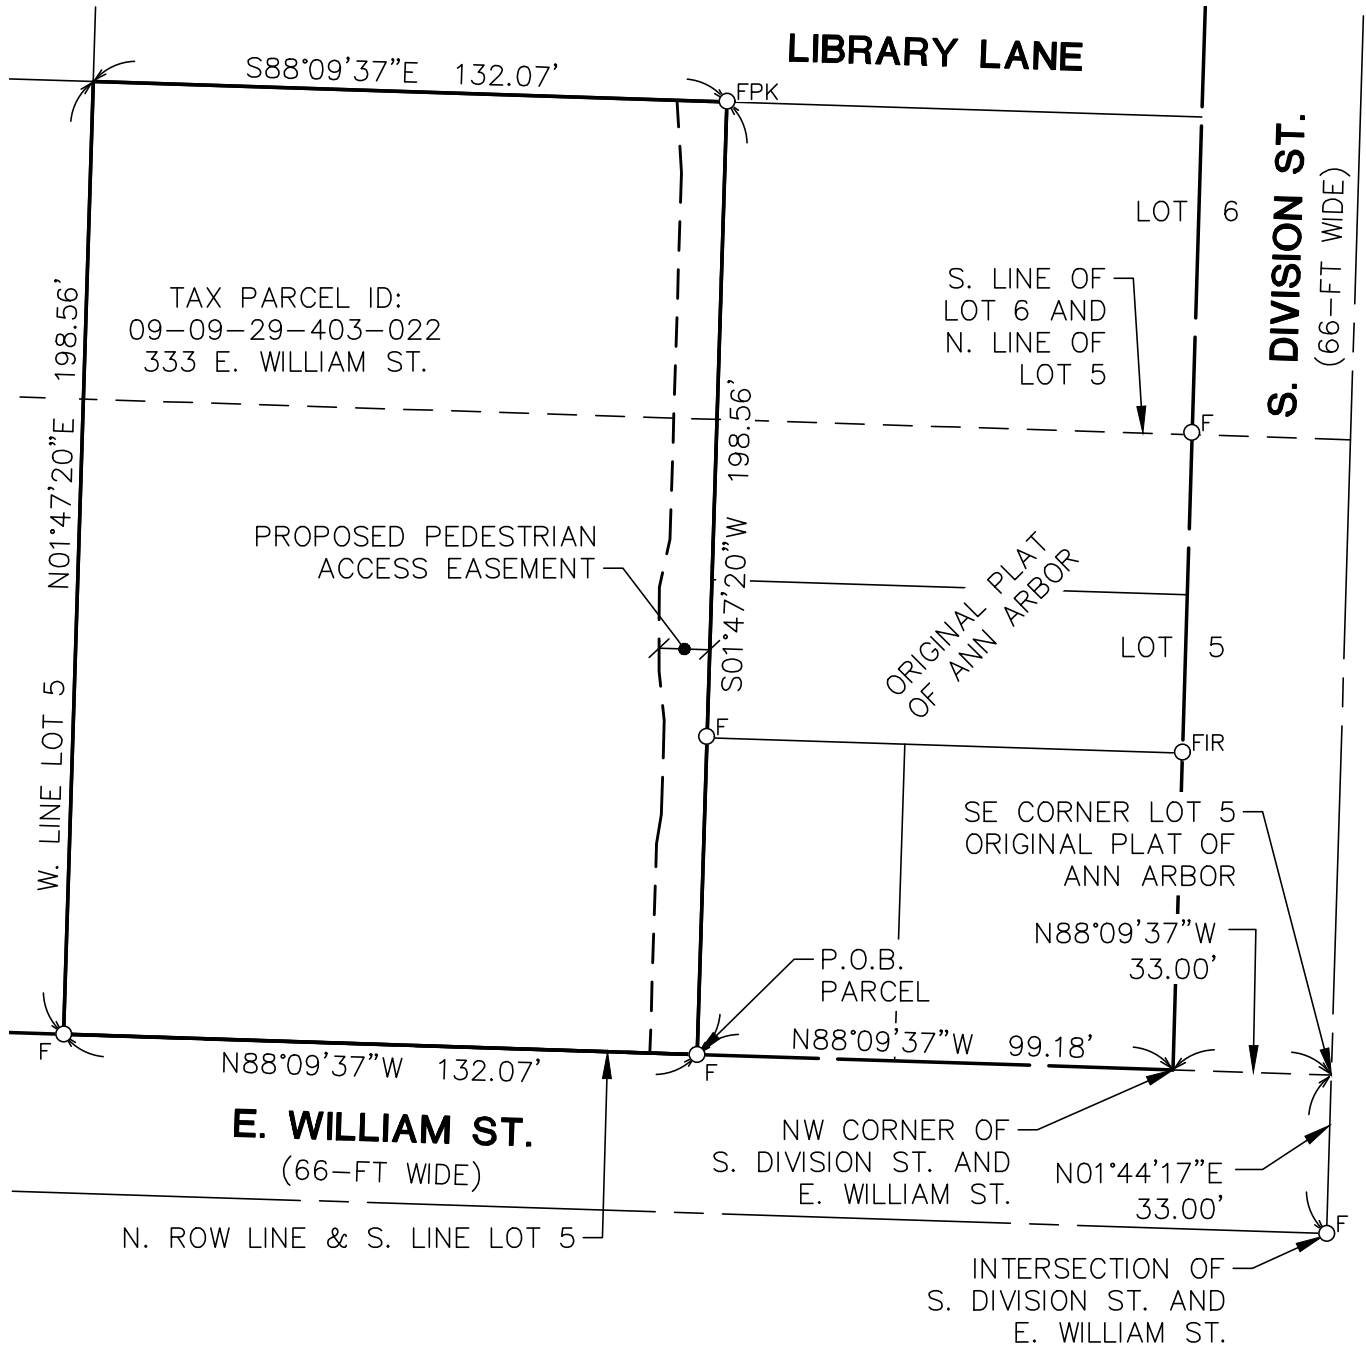 LIBRARY LANE
S88°09'37"E 132.07'
FPK
S. DIVISION ST.
(66-FT WIDE)
LOT 6
S. LINE OF
LOT 6 AND
N. LINE OF
LOT 5
TAX PARCEL ID:
09-09-29-403-022
333 E. WILLIAM ST.
N01°47'20"E 198.56'
S01°47'20"W 198.56'
F
PROPOSED PEDESTRIAN
ACCESS EASEMENT
ORIGINAL PLAT
OF ANN ARBOR
LOT 5
W. LINE LOT 5
F
FIR
SE CORNER LOT 5
ORIGINAL PLAT OF
ANN ARBOR
N88°09'37"W
33.00'
P.O.B.
PARCEL
N88°09'37"W 99.18'
F
N88°09'37"W 132.07'
F
E. WILLIAM ST.
(66-FT WIDE)
NW CORNER OF
S. DIVISION ST. AND
E. WILLIAM ST.
N01°44'17"E
33.00'
F
N. ROW LINE & S. LINE LOT 5
INTERSECTION OF
S. DIVISION ST. AND
E. WILLIAM ST.